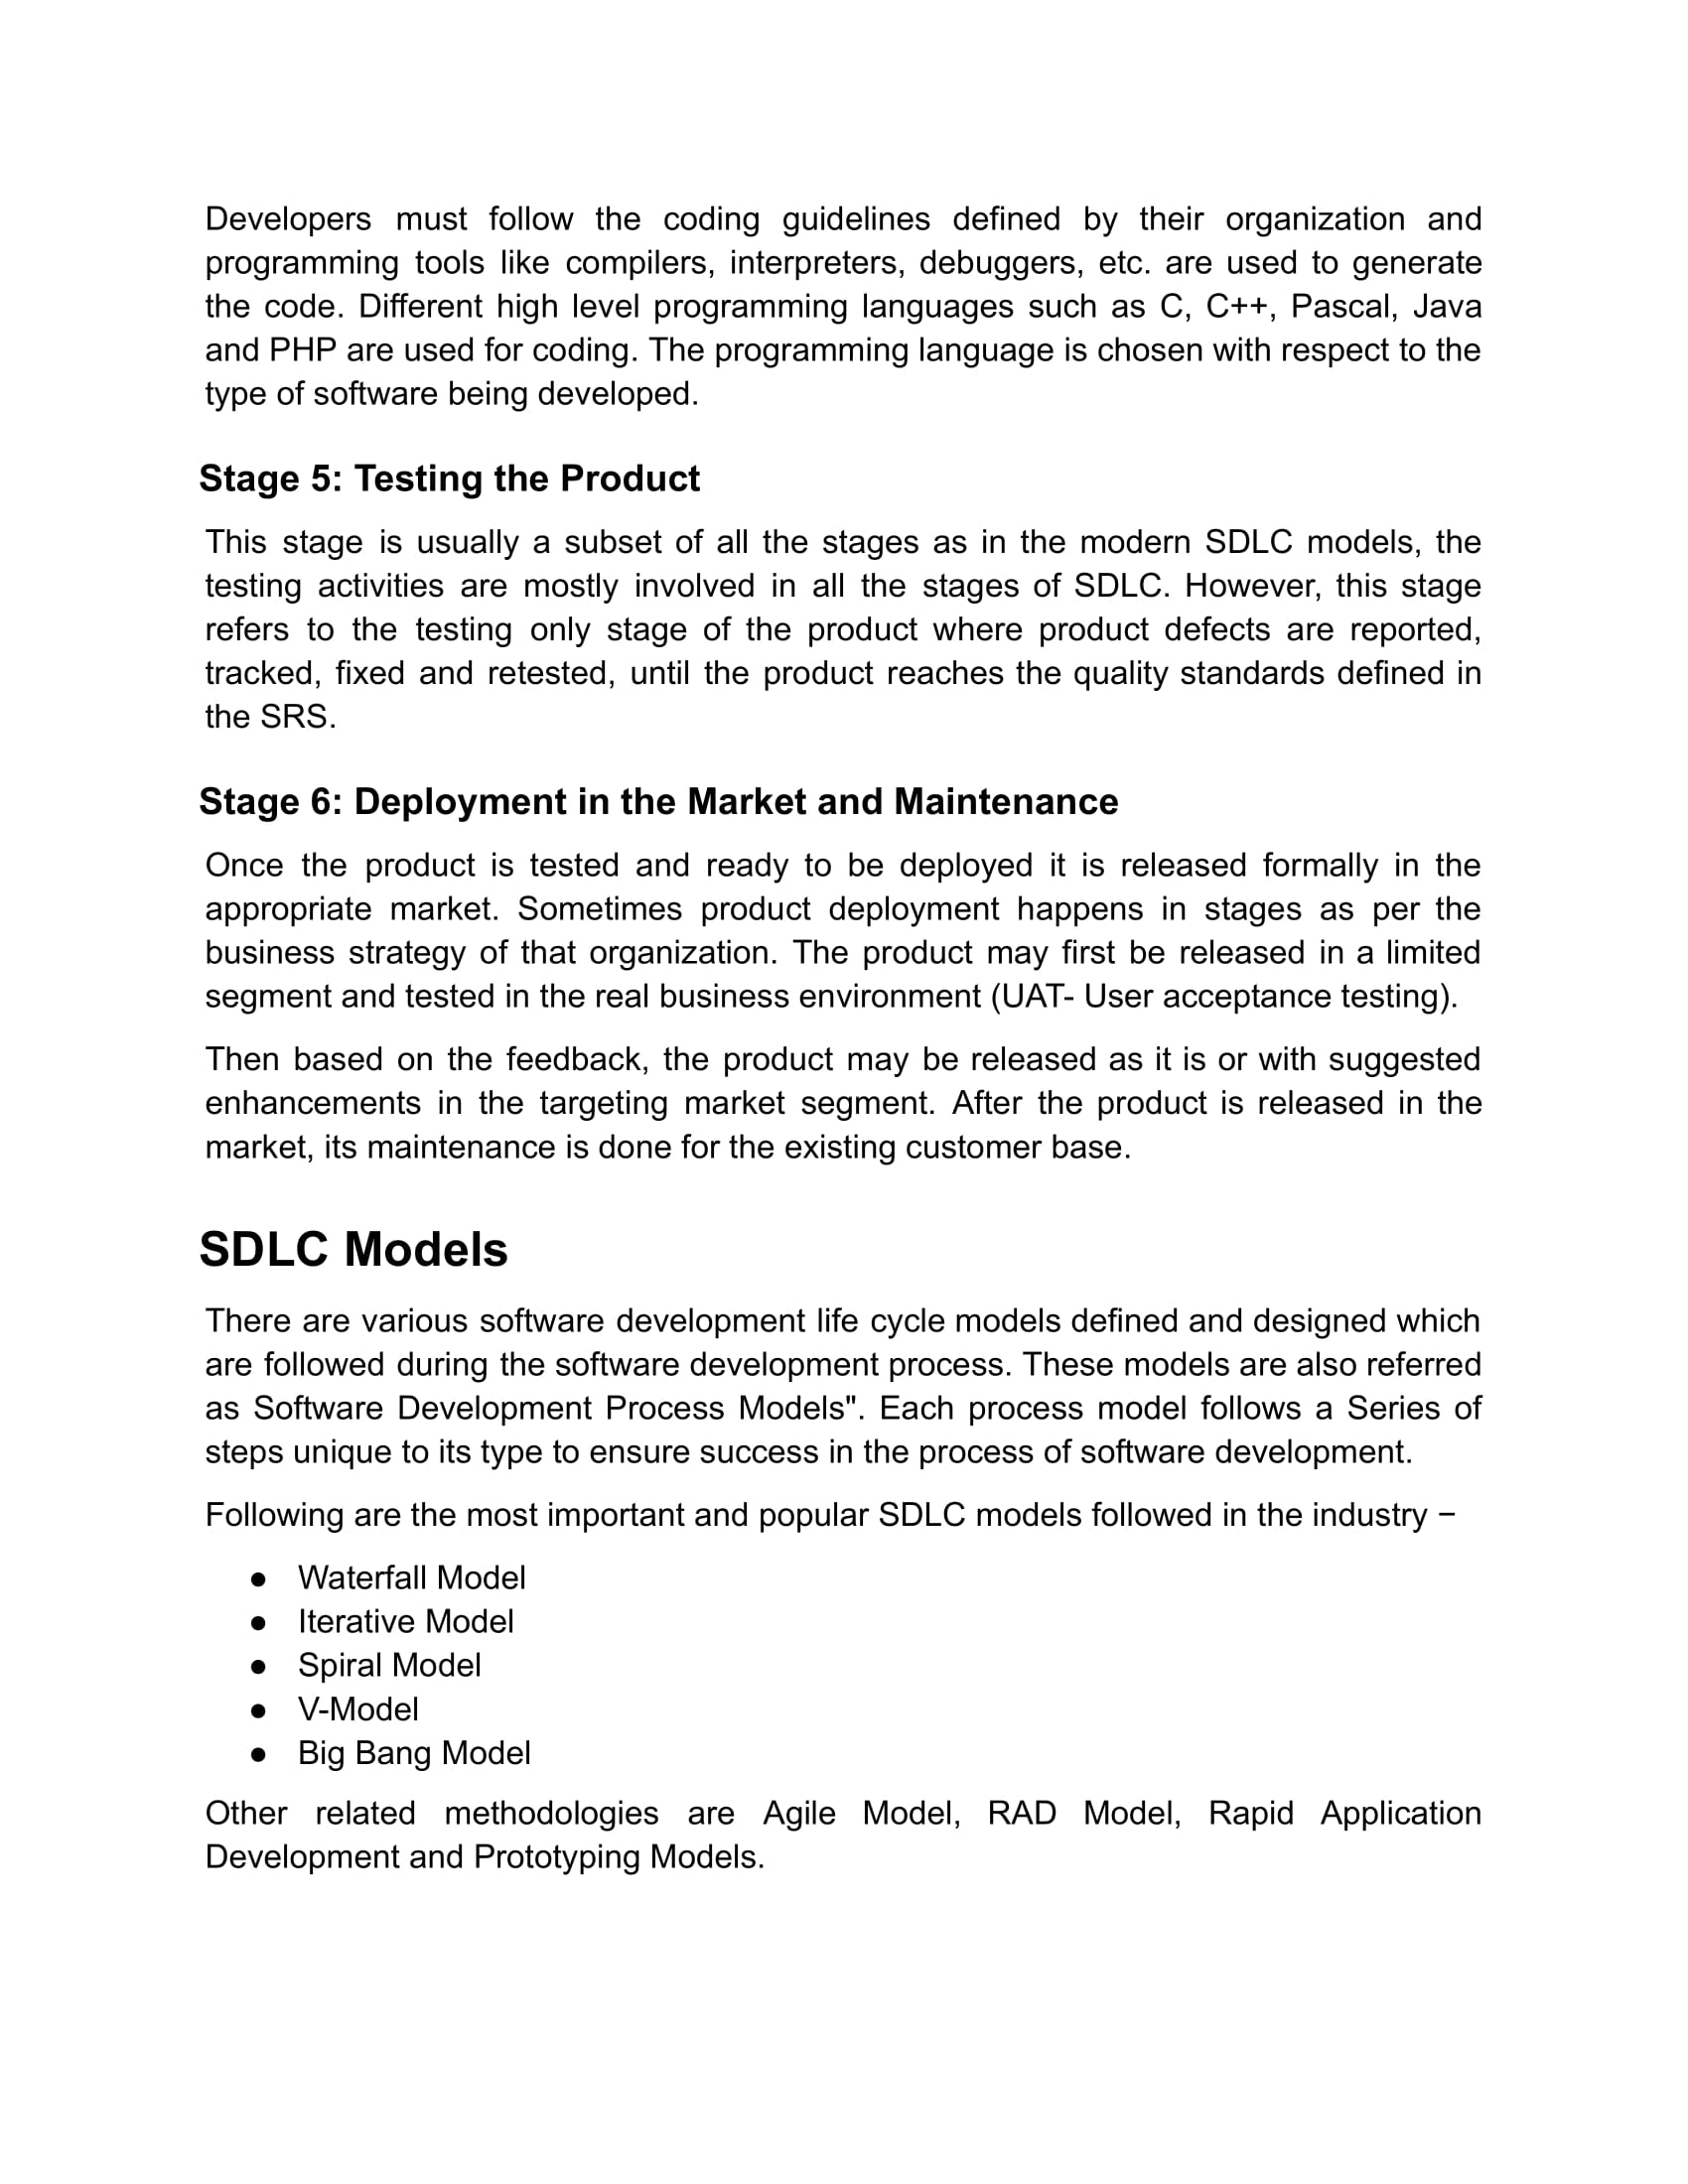 Developers must follow the coding guidelines defined by their organization and
programming tools like compilers, interpreters, debuggers, etc. are used to generate
the code. Different high level programming languages such as C, C++, Pascal, Java
and PHP are used for coding. The programming language is chosen with respect to the
type of software being developed.
Stage 5: Testing the Product
This stage is usually a subset of all the stages as in the modern SDLC models, the
testing activities are mostly involved in all the stages of SDLC. However, this stage
refers to the testing only stage of the product where product defects are reported,
tracked, fixed and retested, until the product reaches the quality standards defined in
the SRS.
Stage 6: Deployment in the Market and Maintenance
Once the product is tested and ready to be deployed it is released formally in the
appropriate market. Sometimes product deployment happens in stages as per the
business strategy of that organization. The product may first be released in a limited
segment and tested in the real business environment (UAT- User acceptance testing).
Then based on the feedback, the product may be released as it is or with suggested
enhancements in the targeting market segment. After the product is released in the
market, its maintenance is done for the existing customer base.
SDLC Models
There are various software development life cycle models defined and designed which
are followed during the software development process. These models are also referred
as Software Development Process Models". Each process model follows a Series of
steps unique to its type to ensure success in the process of software development.
Following are the most important and popular SDLC models followed in the industry −
● Waterfall Model
● Iterative Model
● Spiral Model
● V-Model
● Big Bang Model
Other related methodologies are Agile Model, RAD Model, Rapid Application
Development and Prototyping Models.